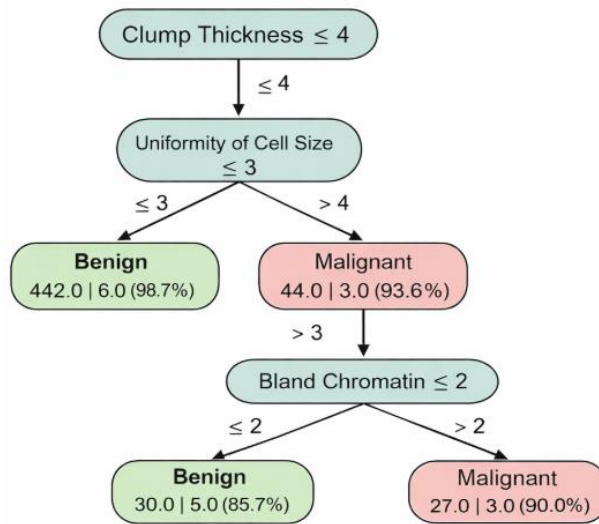 Clump Thickness ≤ 4
≤ 4
Uniformity of Cell Size
≤ 3
≤ 3
> 4
Benign
442.0 | 6.0 (98.7%)
Malignant
44.0 | 3.0 (93.6%)
> 3
Bland Chromatin ≤ 2
≤ 2
> 2
Benign
30.0 | 5.0 (85.7%)
Malignant
27.0 | 3.0 (90.0%)